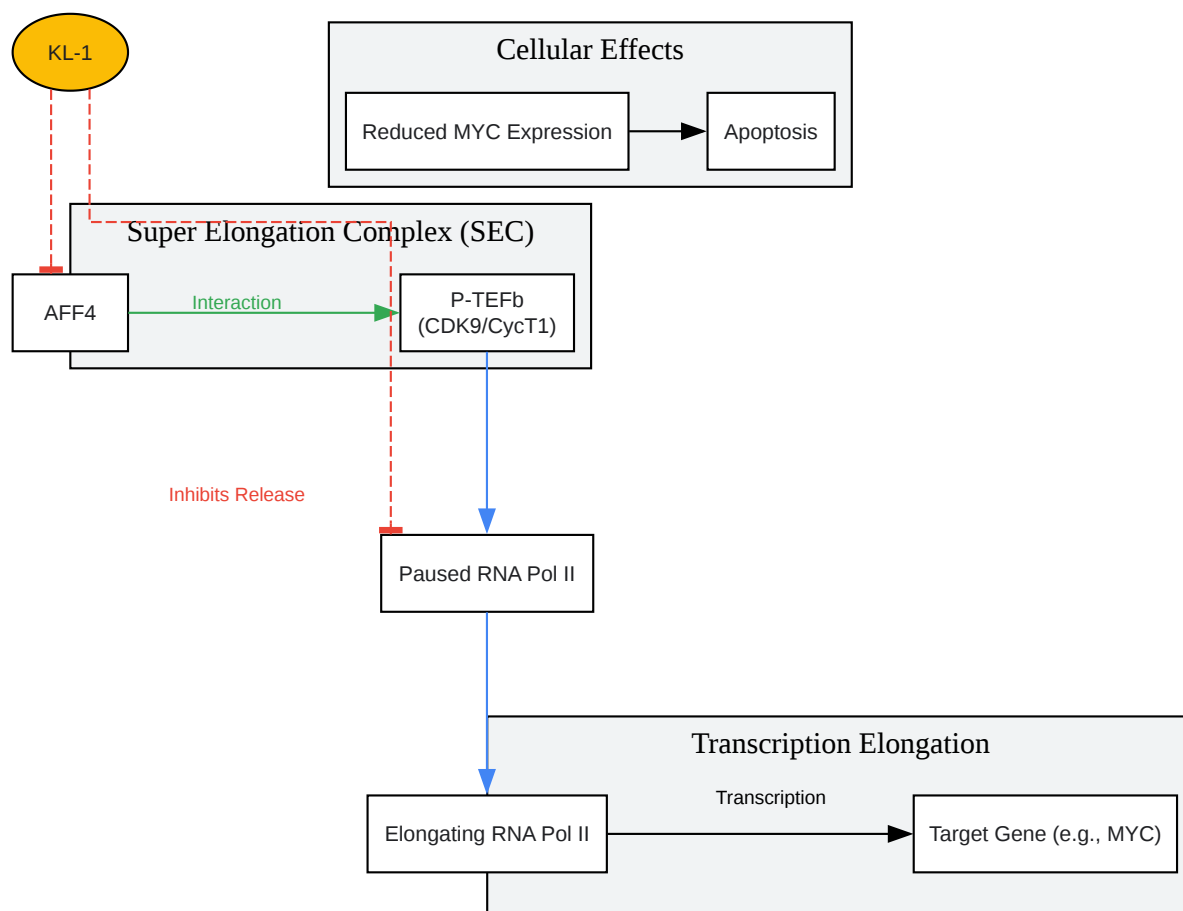 KL-1
Cellular Effects
Reduced MYC Expression
Apoptosis
Super Elongation Complex (SEC)
AFF4
Interaction
P-TEFb
(CDK9/CycT1)
Inhibits Release
Paused RNA Pol II
Transcription Elongation
Transcription
Elongating RNA Pol II
Target Gene (e.g., MYC)